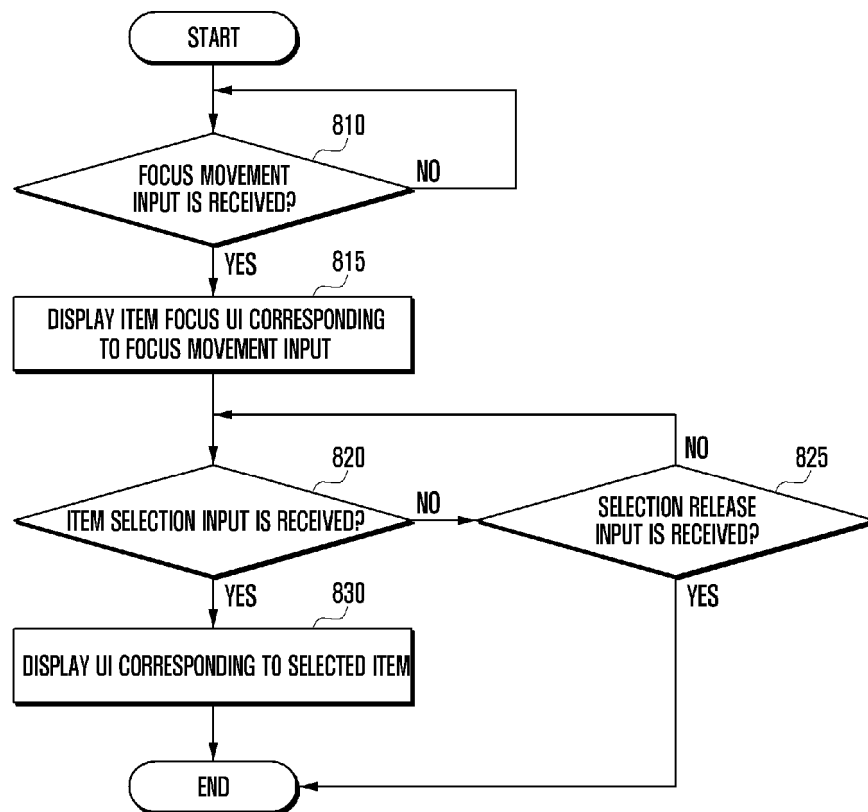 START
810
FOCUS MOVEMENT
INPUT IS RECEIVED?
NO
YES
815
DISPLAY ITEM FOCUS UI CORRESPONDING
TO FOCUS MOVEMENT INPUT
820
ITEM SELECTION INPUT IS RECEIVED?
NO
NO
825
SELECTION RELEASE
INPUT IS RECEIVED?
YES
YES
830
DISPLAY UI CORRESPONDING TO SELECTED ITEM
END